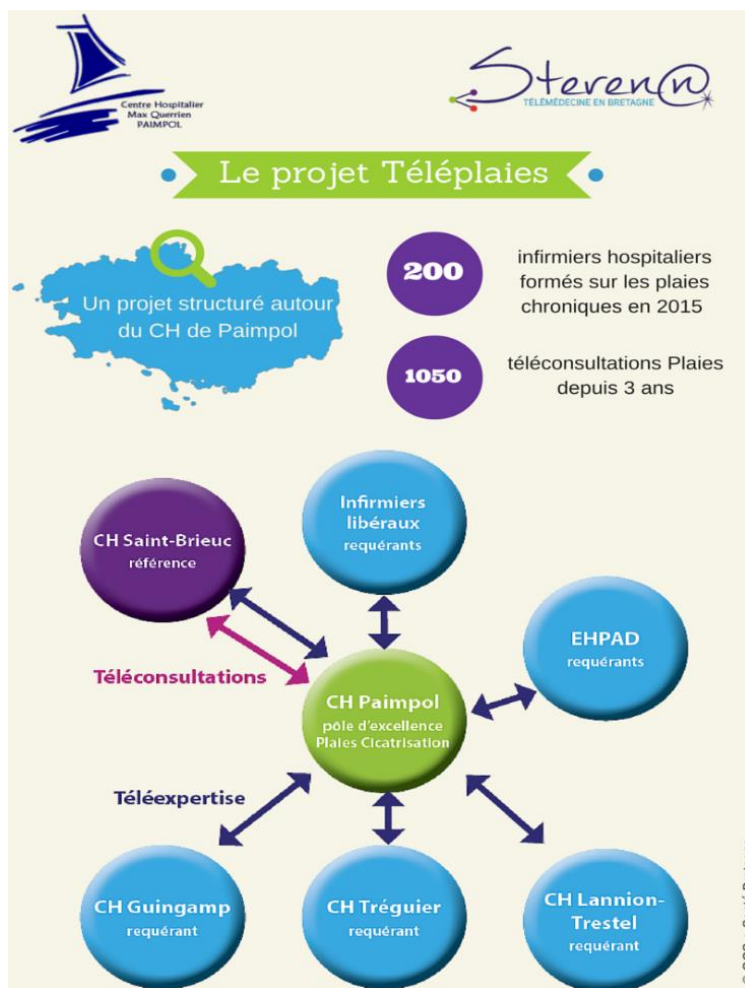 Centre Hospitalier
Max Querrien
PAIMPOL
Steren@
TÉLÉMÉDECINE EN BRETAGNE
Le projet Téléplaies
Un projet structuré autour
du CH de Paimpol
200
infirmiers hospitaliers
formés sur les plaies
chroniques en 2015
1050
téléconsultations Plaies
depuis 3 ans
CH Saint-Brieuc
référence
Infirmiers
libéraux
requérants
EHPAD
requérants
Téléconsultations
CH Paimpol
pôle d'excellence
Plaies Cicatrisation
Téléexpertise
CH Guingamp
requérant
CH Tréguier
requérant
CH Lannion-
Trestel
requérant